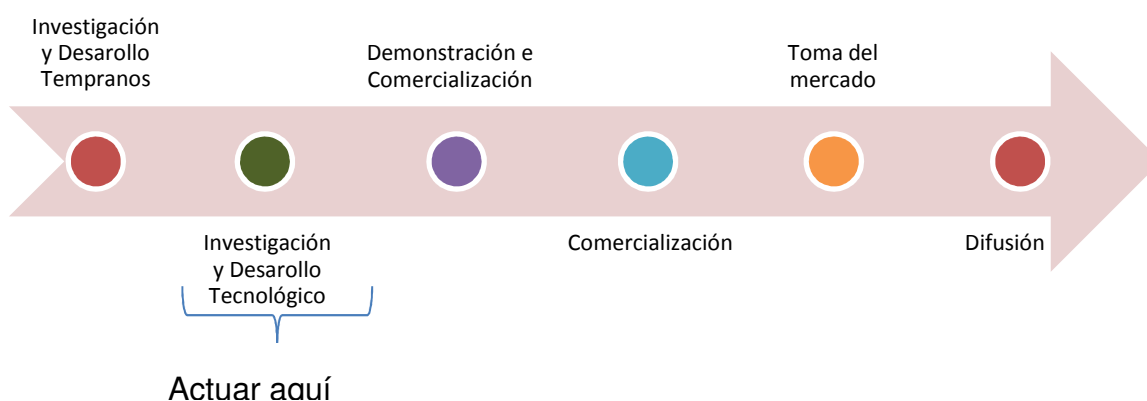 Investigación
y Desarollo
Tempranos
Demonstración e
Comercialización
Toma del
mercado
Investigación
y Desarollo
Tecnológico
Comercialización
Difusión
Actuar aquí